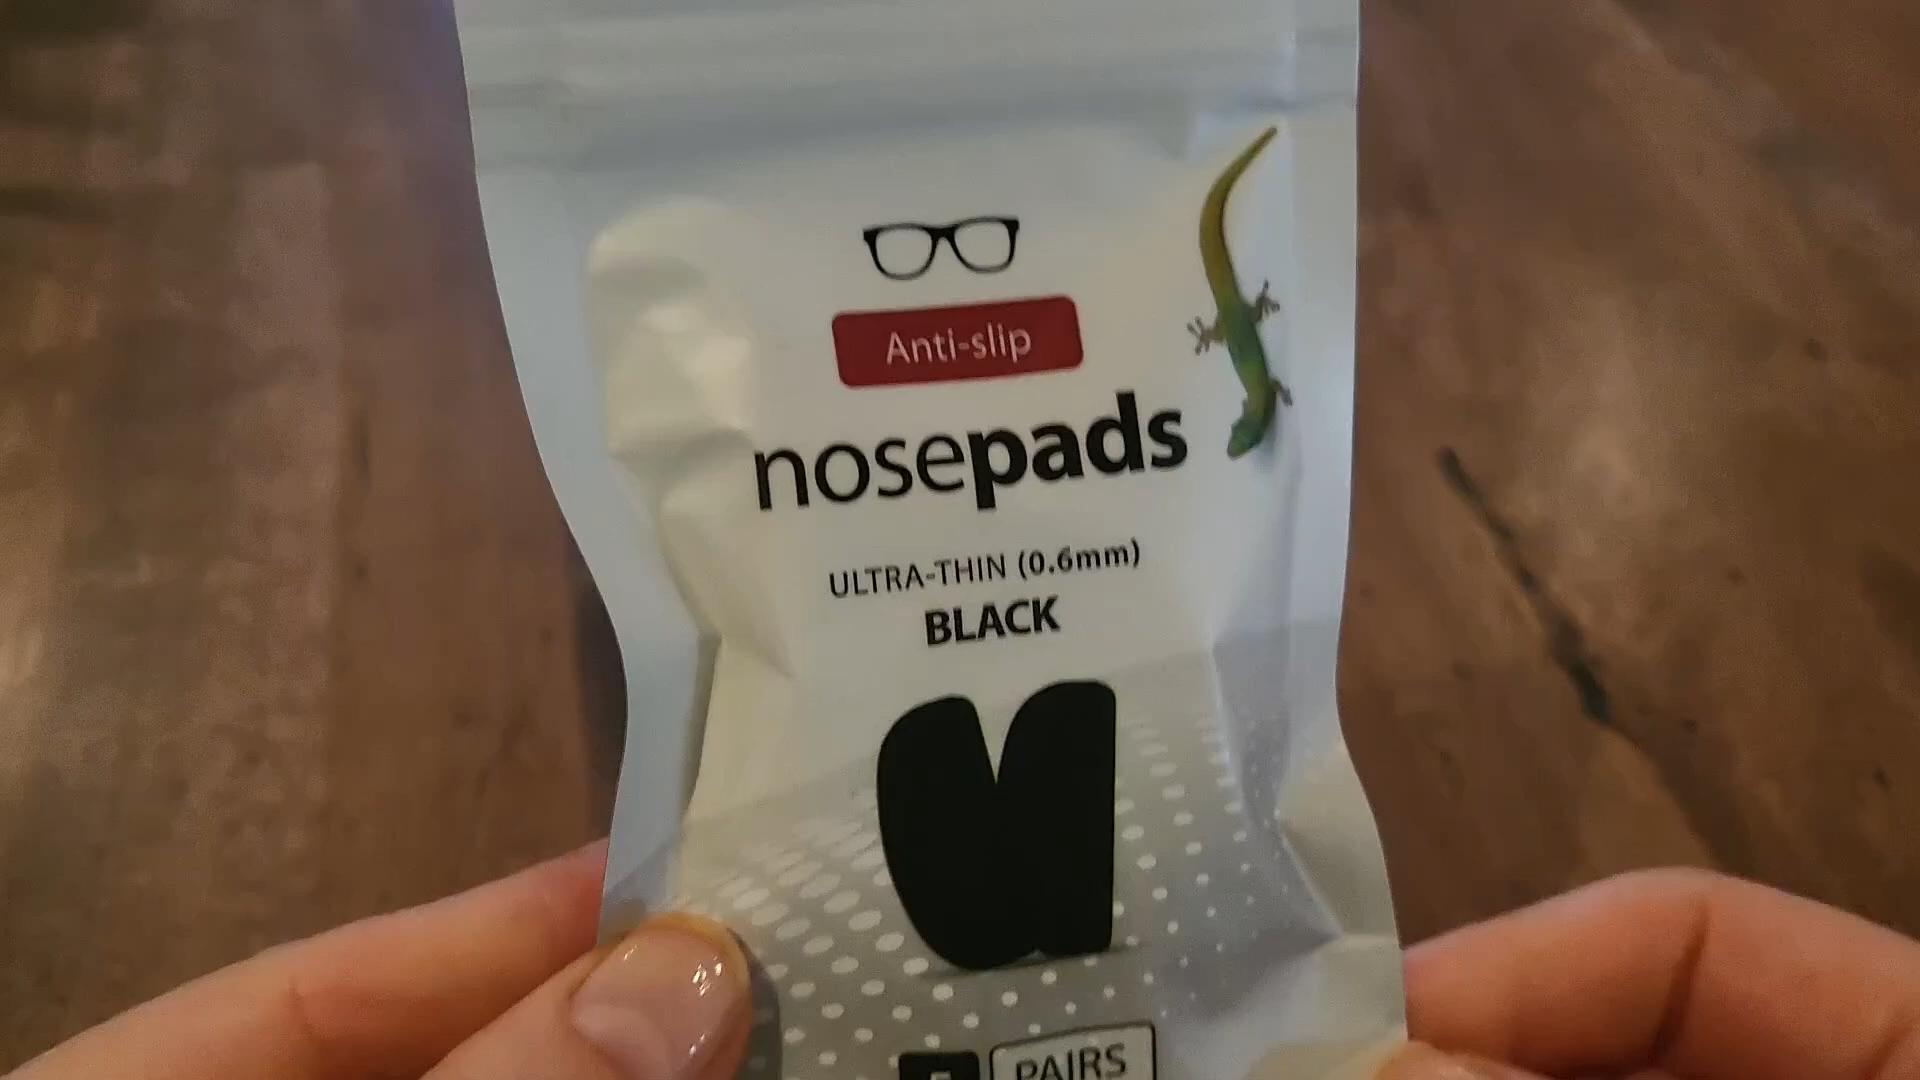 Anti-slip
nosepads
ULTRA-THIN (0.6mm)
BLACK
PAIRS